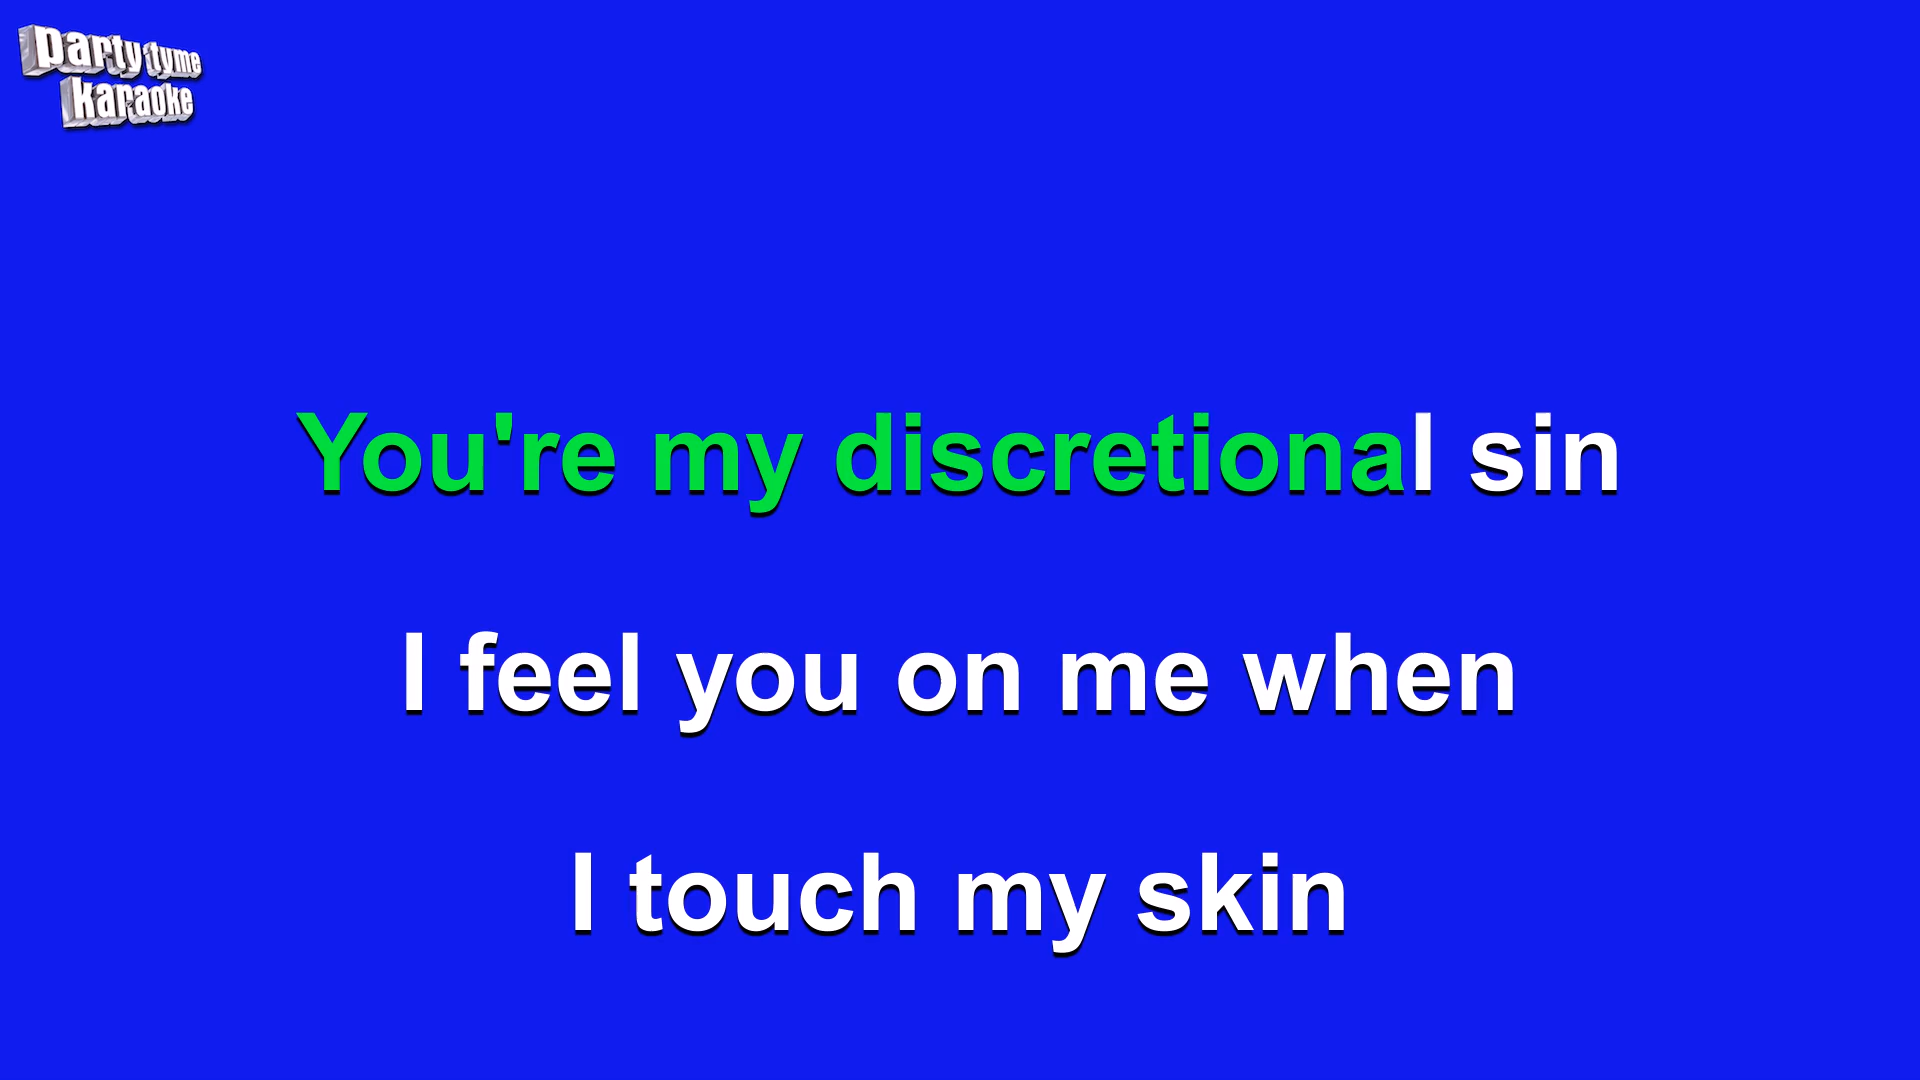 party tyme
karaoke
You're my discretional sin
I feel you on me when
I touch my skin